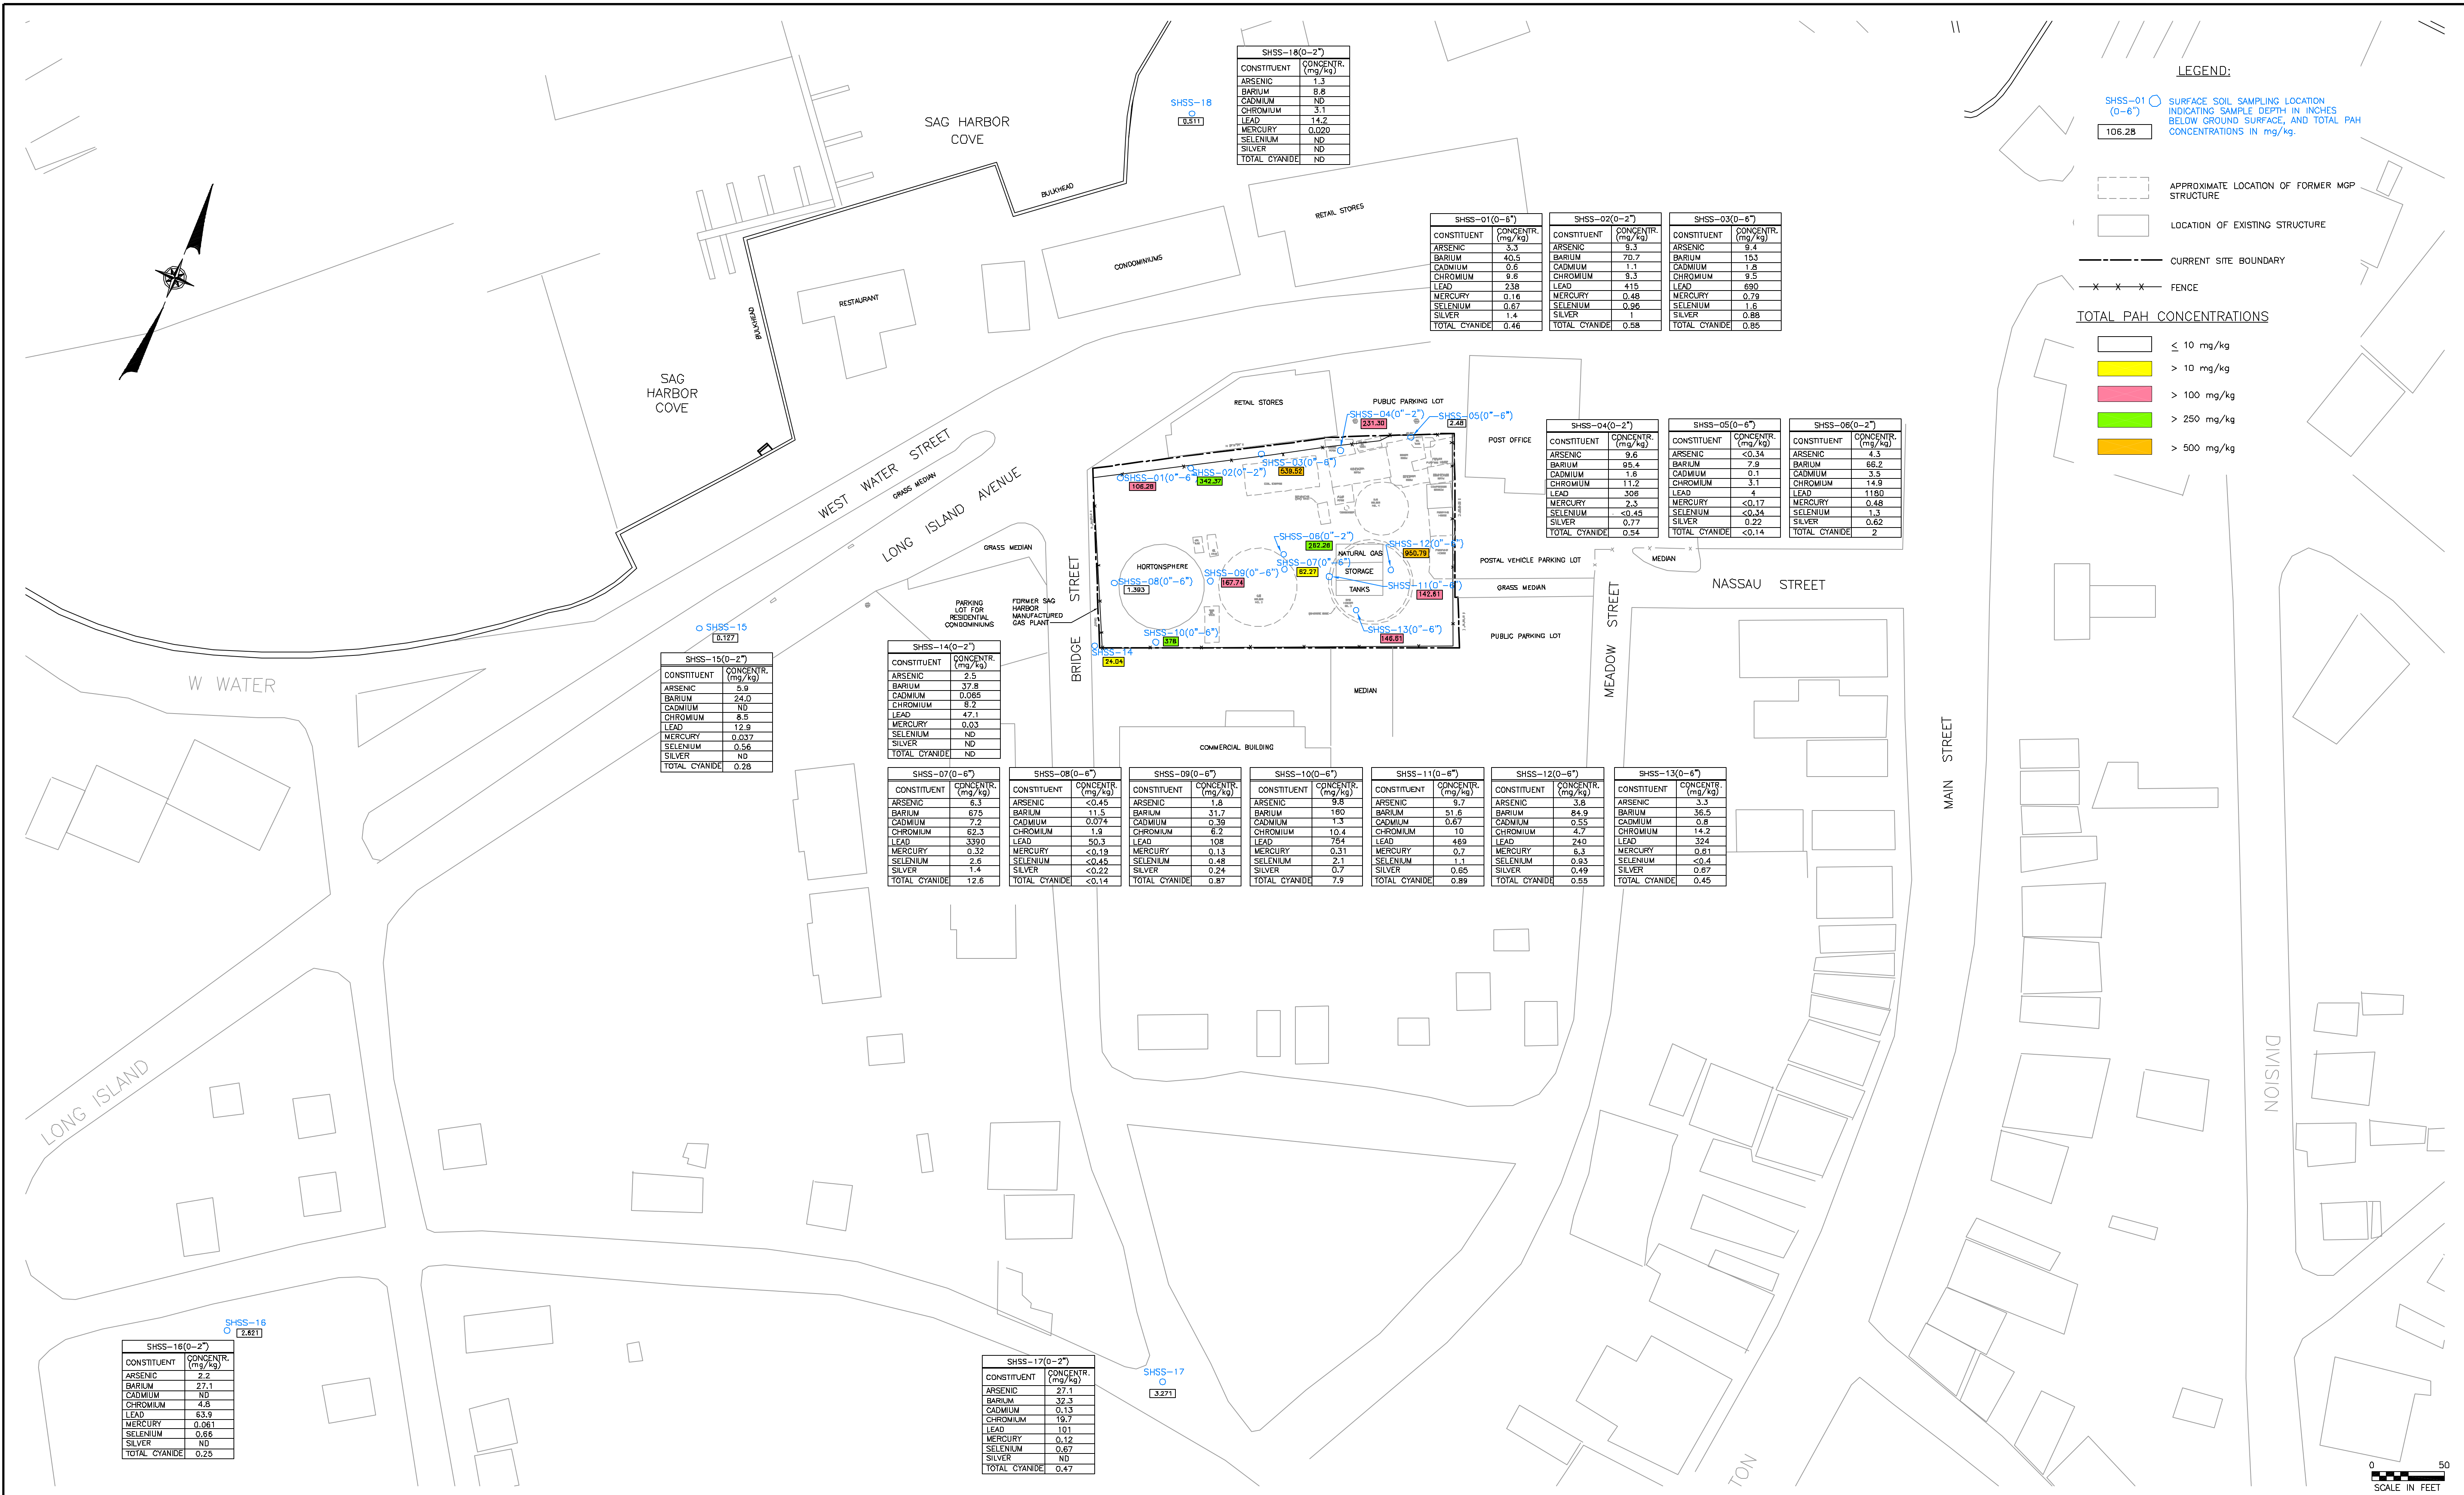 LEGEND:
SHSS-01
(0-6")
106.28
SURFACE SOIL SAMPLING LOCATION
INDICATING SAMPLE DEPTH IN INCHES
BELOW GROUND SURFACE, AND TOTAL PAH
CONCENTRATIONS IN mg/kg.
APPROXIMATE LOCATION OF FORMER MGP
STRUCTURE
LOCATION OF EXISTING STRUCTURE
CURRENT SITE BOUNDARY
X X X FENCE
TOTAL PAH CONCENTRATIONS
≤ 10 mg/kg
> 10 mg/kg
> 100 mg/kg
> 250 mg/kg
> 500 mg/kg
SHSS-18
0.511
SHSS-18(0-2")
CONSTITUENT CONCENTR. (mg/kg)
ARSENIC 1.3
BARIUM 8.8
CADMIUM ND
CHROMIUM 3.1
LEAD 14.2
MERCURY 0.020
SELENIUM ND
SILVER ND
TOTAL CYANIDE ND
SAG HARBOR
COVE
BULKHEAD
RETAIL STORES
CONDOMINIUMS
RESTAURANT
BULKHEAD
SAG
HARBOR
COVE
SHSS-01(0-6")
CONSTITUENT CONCENTR. (mg/kg)
ARSENIC 3.3
BARIUM 40.5
CADMIUM 0.6
CHROMIUM 9.6
LEAD 238
MERCURY 0.16
SELENIUM 0.67
SILVER 1.4
TOTAL CYANIDE 0.46
SHSS-02(0-2")
CONSTITUENT CONCENTR. (mg/kg)
ARSENIC 9.3
BARIUM 70.7
CADMIUM 1.1
CHROMIUM 9.3
LEAD 415
MERCURY 0.48
SELENIUM 0.96
SILVER 1
TOTAL CYANIDE 0.58
SHSS-03(0-6")
CONSTITUENT CONCENTR. (mg/kg)
ARSENIC 9.4
BARIUM 153
CADMIUM 1.8
CHROMIUM 9.5
LEAD 690
MERCURY 0.79
SELENIUM 1.6
SILVER 0.88
TOTAL CYANIDE 0.85
WEST WATER STREET
GRASS MEDIAN
LONG ISLAND AVENUE
GRASS MEDIAN
BRIDGE STREET
RETAIL STORES
PUBLIC PARKING LOT
POST OFFICE
SHSS-04(0"-2")
231.30
SHSS-05(0"-6")
2.48
SHSS-03(0"-6")
539.52
SHSS-02(0"-2")
342.37
SHSS-01(0"-6")
106.28
SHSS-06(0"-2")
282.26
SHSS-07(0"-6")
62.27
SHSS-12(0"-6")
950.79
SHSS-11(0"-6")
142.61
SHSS-09(0"-6")
167.74
SHSS-08(0"-6")
1.393
SHSS-10(0"-6")
378
SHSS-13(0"-6")
146.81
SHSS-14
24.04
HORTONSPHERE
NATURAL GAS
STORAGE
TANKS
POSTAL VEHICLE PARKING LOT
GRASS MEDIAN
PUBLIC PARKING LOT
MEDIAN
MEDIAN
COMMERCIAL BUILDING
PARKING
LOT FOR
RESIDENTIAL
CONDOMINIUMS
FORMER SAG
HARBOR
MANUFACTURED
GAS PLANT
MEADOW STREET
NASSAU STREET
MAIN STREET
SHSS-04(0-2")
CONSTITUENT CONCENTR. (mg/kg)
ARSENIC 9.6
BARIUM 95.4
CADMIUM 1.6
CHROMIUM 11.2
LEAD 306
MERCURY 2.3
SELENIUM <0.45
SILVER 0.77
TOTAL CYANIDE 0.54
SHSS-05(0-6")
CONSTITUENT CONCENTR. (mg/kg)
ARSENIC <0.34
BARIUM 7.9
CADMIUM 0.1
CHROMIUM 3.1
LEAD 4
MERCURY <0.17
SELENIUM <0.34
SILVER 0.22
TOTAL CYANIDE <0.14
SHSS-06(0-2")
CONSTITUENT CONCENTR. (mg/kg)
ARSENIC 4.3
BARIUM 66.2
CADMIUM 3.5
CHROMIUM 14.9
LEAD 1180
MERCURY 0.48
SELENIUM 1.3
SILVER 0.62
TOTAL CYANIDE 2
SHSS-15
0.127
SHSS-15(0-2")
CONSTITUENT CONCENTR. (mg/kg)
ARSENIC 5.9
BARIUM 24.0
CADMIUM ND
CHROMIUM 8.5
LEAD 12.9
MERCURY 0.037
SELENIUM 0.56
SILVER ND
TOTAL CYANIDE 0.28
SHSS-14(0-2")
CONSTITUENT CONCENTR. (mg/kg)
ARSENIC 2.5
BARIUM 37.8
CADMIUM 0.065
CHROMIUM 8.2
LEAD 47.1
MERCURY 0.03
SELENIUM ND
SILVER ND
TOTAL CYANIDE ND
SHSS-07(0-6")
CONSTITUENT CONCENTR. (mg/kg)
ARSENIC 6.3
BARIUM 675
CADMIUM 7.2
CHROMIUM 62.3
LEAD 3390
MERCURY 0.32
SELENIUM 2.6
SILVER 1.4
TOTAL CYANIDE 12.6
SHSS-08(0-6")
CONSTITUENT CONCENTR. (mg/kg)
ARSENIC <0.45
BARIUM 11.5
CADMIUM 0.074
CHROMIUM 1.9
LEAD 50.3
MERCURY <0.19
SELENIUM <0.45
SILVER <0.22
TOTAL CYANIDE <0.14
SHSS-09(0-6")
CONSTITUENT CONCENTR. (mg/kg)
ARSENIC 1.8
BARIUM 31.7
CADMIUM 0.39
CHROMIUM 6.2
LEAD 108
MERCURY 0.13
SELENIUM 0.48
SILVER 0.24
TOTAL CYANIDE 0.87
SHSS-10(0-6")
CONSTITUENT CONCENTR. (mg/kg)
ARSENIC 9.8
BARIUM 160
CADMIUM 1.3
CHROMIUM 10.4
LEAD 754
MERCURY 0.31
SELENIUM 2.1
SILVER 0.7
TOTAL CYANIDE 7.9
SHSS-11(0-6")
CONSTITUENT CONCENTR. (mg/kg)
ARSENIC 9.7
BARIUM 51.6
CADMIUM 0.67
CHROMIUM 10
LEAD 469
MERCURY 0.7
SELENIUM 1.1
SILVER 0.65
TOTAL CYANIDE 0.89
SHSS-12(0-6")
CONSTITUENT CONCENTR. (mg/kg)
ARSENIC 3.8
BARIUM 84.9
CADMIUM 0.55
CHROMIUM 4.7
LEAD 240
MERCURY 6.3
SELENIUM 0.93
SILVER 0.49
TOTAL CYANIDE 0.55
SHSS-13(0-6")
CONSTITUENT CONCENTR. (mg/kg)
ARSENIC 3.3
BARIUM 36.5
CADMIUM 0.8
CHROMIUM 14.2
LEAD 324
MERCURY 0.61
SELENIUM <0.4
SILVER 0.67
TOTAL CYANIDE 0.45
W WATER
LONG ISLAND
DIVISION
SHSS-16
2.621
SHSS-16(0-2")
CONSTITUENT CONCENTR. (mg/kg)
ARSENIC 2.2
BARIUM 27.1
CADMIUM ND
CHROMIUM 4.8
LEAD 63.9
MERCURY 0.061
SELENIUM 0.66
SILVER ND
TOTAL CYANIDE 0.25
SHSS-17
3.271
SHSS-17(0-2")
CONSTITUENT CONCENTR. (mg/kg)
ARSENIC 27.1
BARIUM 32.3
CADMIUM 0.13
CHROMIUM 19.7
LEAD 101
MERCURY 0.12
SELENIUM 0.67
SILVER ND
TOTAL CYANIDE 0.47
TON
0 50
SCALE IN FEET